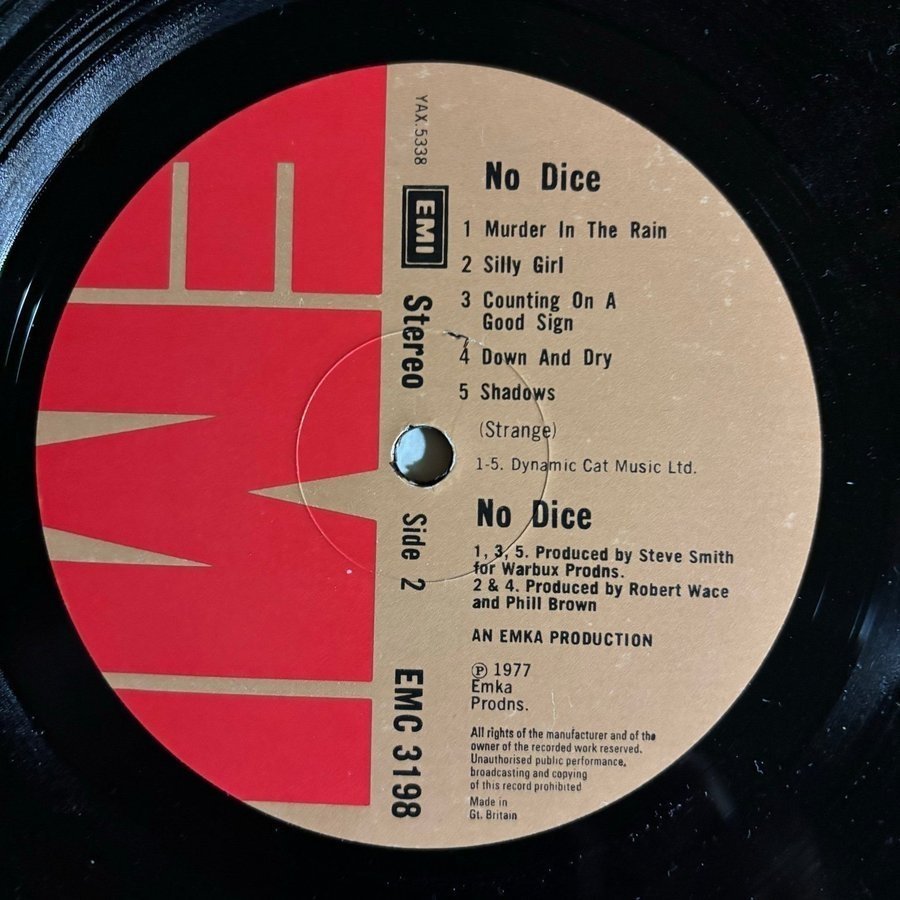 YAX.5338
EMI
Stereo
Side 2
EMC 3198
No Dice
1 Murder In The Rain
2 Silly Girl
3 Counting On A
Good Sign
4 Down And Dry
5 Shadows
(Strange)
1-5. Dynamic Cat Music Ltd.
No Dice
1, 3, 5. Produced by Steve Smith
for Warbux Prodns.
2 & 4. Produced by Robert Wace
and Phill Brown
AN EMKA PRODUCTION
℗ 1977
Emka
Prodns.
All rights of the manufacturer and of the
owner of the recorded work reserved.
Unauthorised public performance,
broadcasting and copying
of this record prohibited
Made in
Gt. Britain
EMI